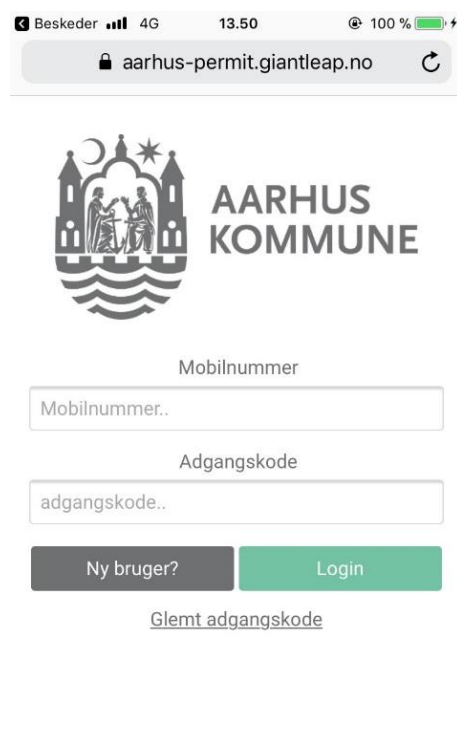 Beskeder 4G 13.50 100 %
aarhus-permit.giantleap.no
AARHUS
KOMMUNE
Mobilnummer
Mobilnummer..
Adgangskode
adgangskode..
Ny bruger? Login
Glemt adgangskode